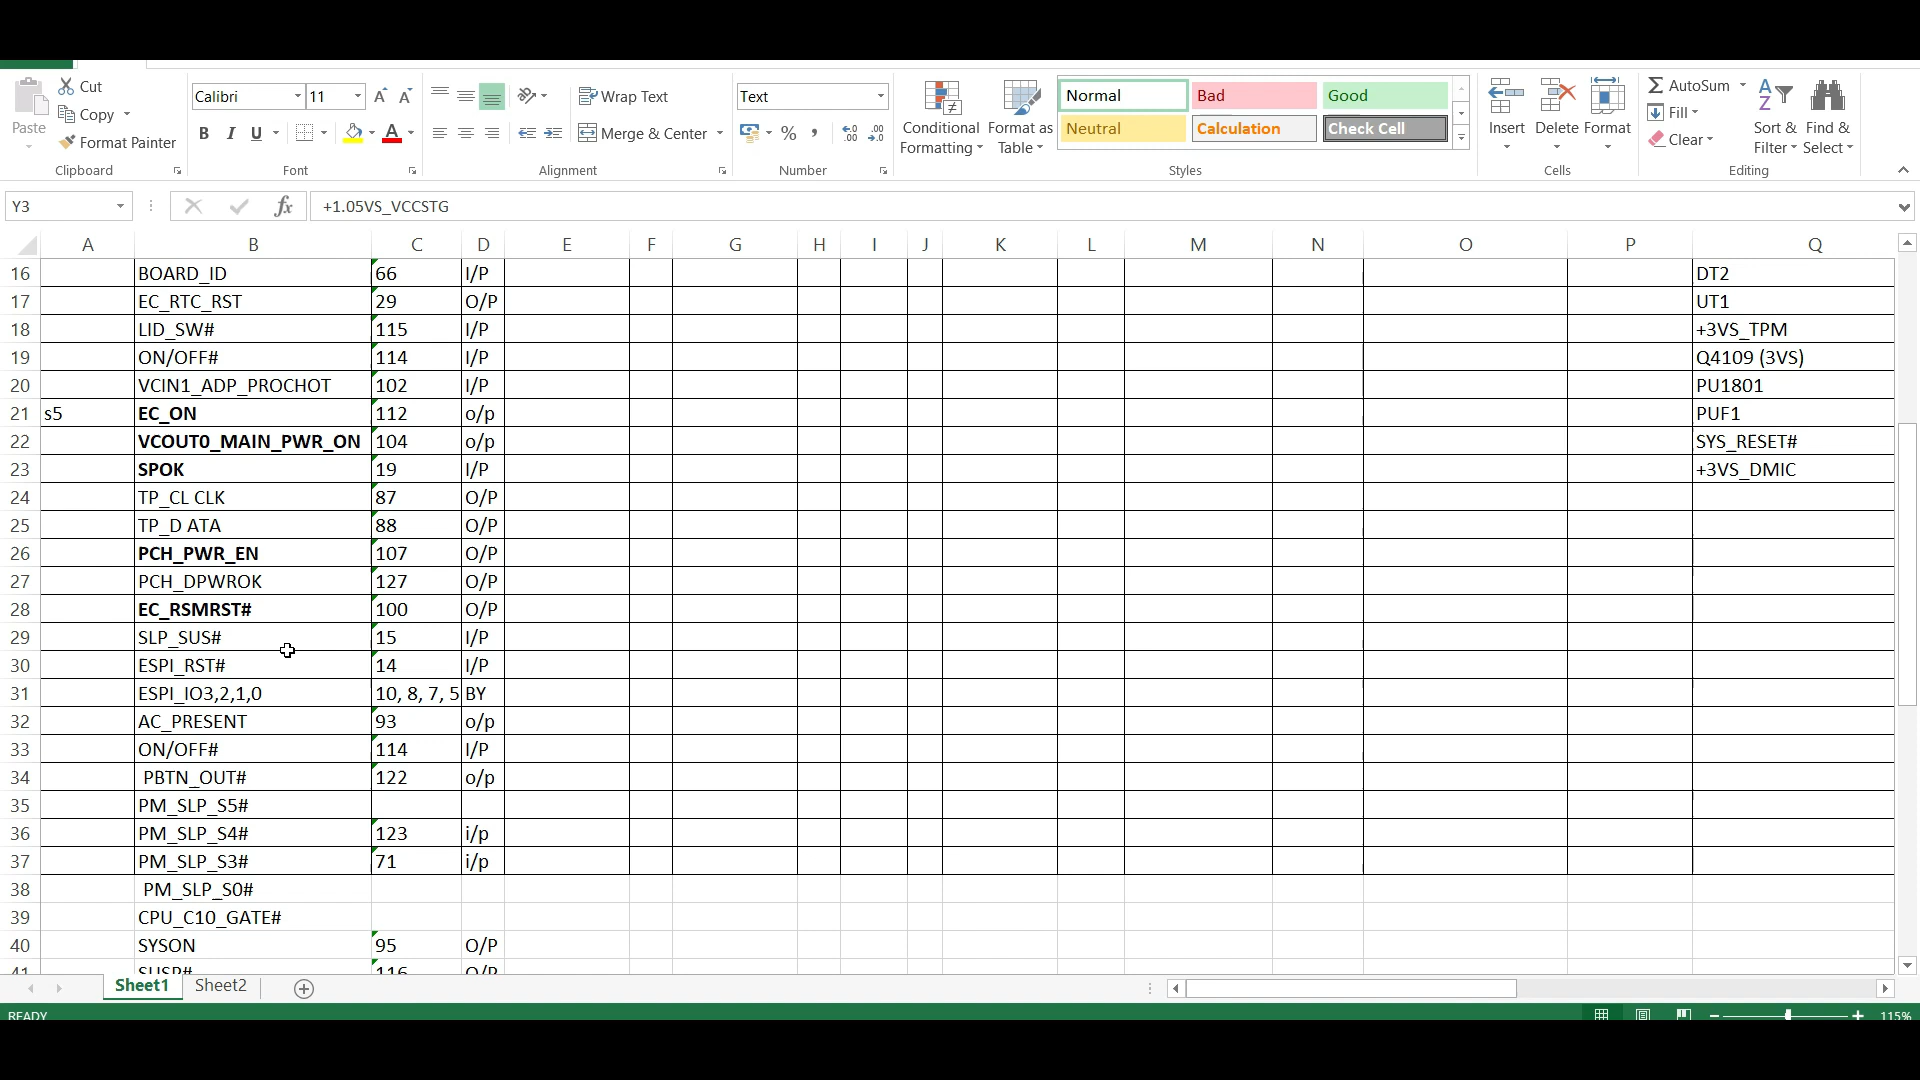 Cut
Copy
Format Painter
Paste
Clipboard
Calibri 11 A A
B I U A
Font
Wrap Text
Merge & Center
Alignment
Text
% ,
Number
Conditional Formatting
Format as Table
Normal Bad Good
Neutral Calculation Check Cell
Styles
Insert Delete Format
Cells
AutoSum
Fill
Clear
Sort & Filter
Find & Select
Editing
Y3 fx +1.05VS_VCCSTG
A B C D E F G H I J K L M N O P Q
16 BOARD_ID 66 I/P DT2
17 EC_RTC_RST 29 O/P UT1
18 LID_SW# 115 I/P +3VS_TPM
19 ON/OFF# 114 I/P Q4109 (3VS)
20 VCIN1_ADP_PROCHOT 102 I/P PU1801
21 s5 EC_ON 112 o/p PUF1
22 VCOUT0_MAIN_PWR_ON 104 o/p SYS_RESET#
23 SPOK 19 I/P +3VS_DMIC
24 TP_CL CLK 87 O/P
25 TP_D ATA 88 O/P
26 PCH_PWR_EN 107 O/P
27 PCH_DPWROK 127 O/P
28 EC_RSMRST# 100 O/P
29 SLP_SUS# 15 I/P
30 ESPI_RST# 14 I/P
31 ESPI_IO3,2,1,0 10, 8, 7, 5 BY
32 AC_PRESENT 93 o/p
33 ON/OFF# 114 I/P
34 PBTN_OUT# 122 o/p
35 PM_SLP_S5#
36 PM_SLP_S4# 123 i/p
37 PM_SLP_S3# 71 i/p
38 PM_SLP_S0#
39 CPU_C10_GATE#
40 SYSON 95 O/P
41 SUSP# 116 O/P
Sheet1 Sheet2
READY 115%